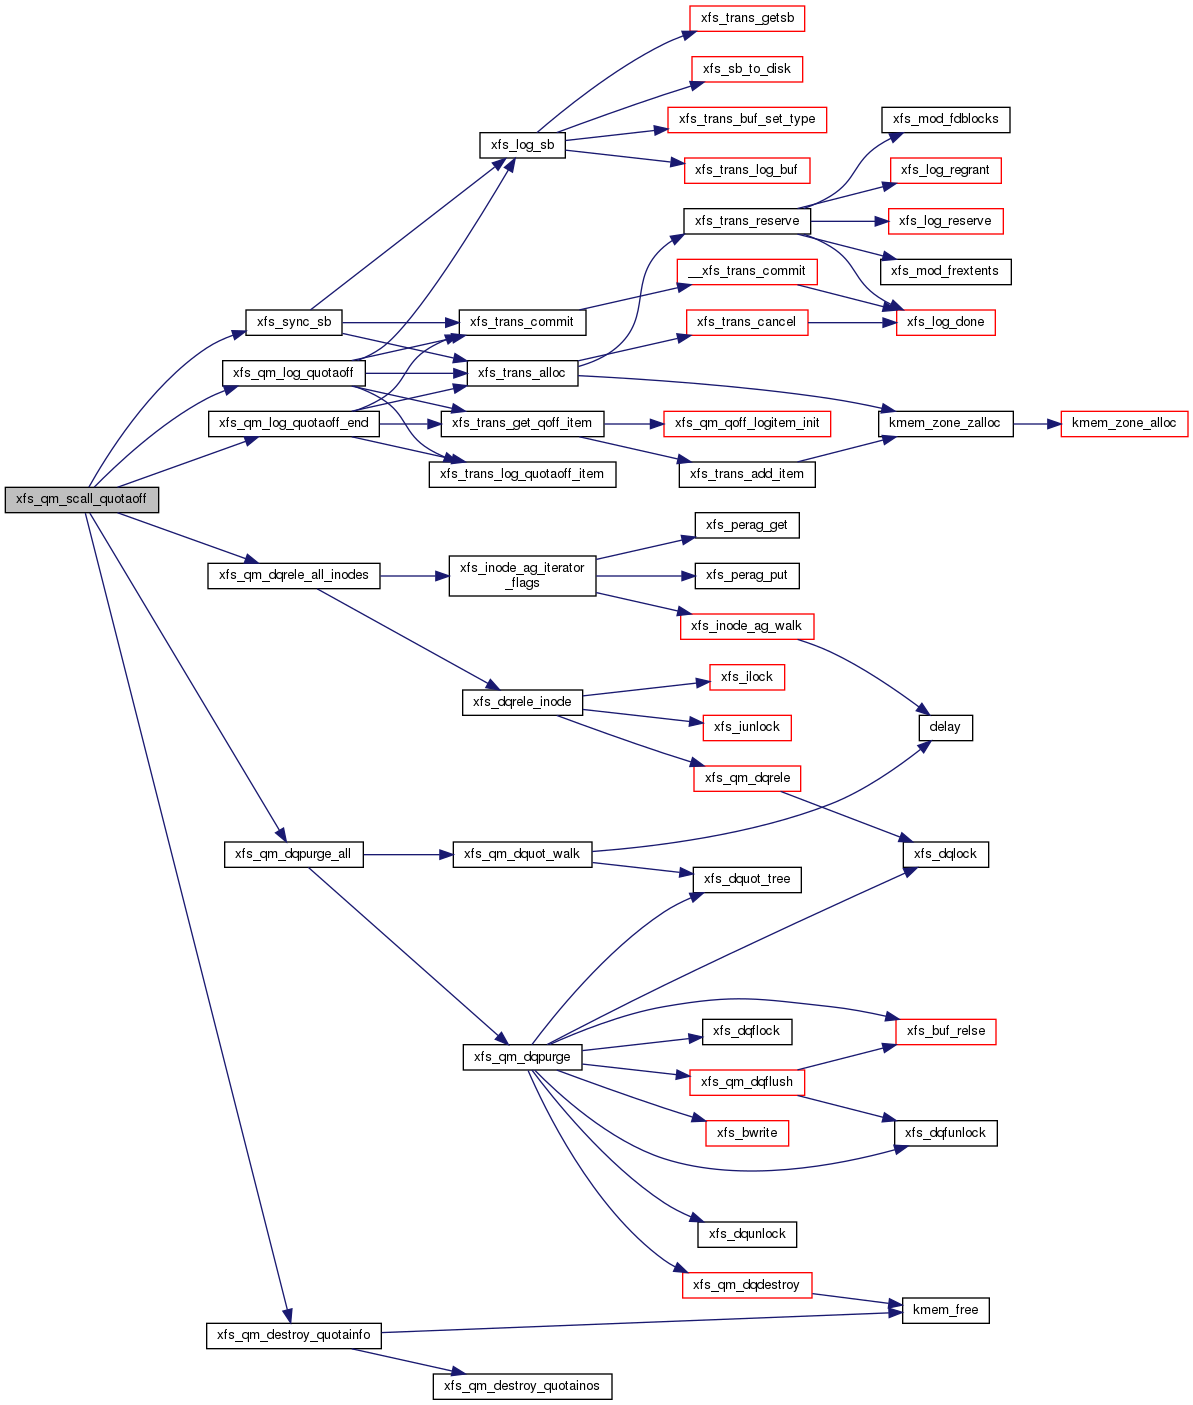 xfs_trans_getsb
xfs_sb_to_disk
xfs_trans_buf_set_type
xfs_mod_fdblocks
xfs_log_sb
xfs_trans_log_buf
xfs_log_regrant
xfs_trans_reserve
xfs_log_reserve
__xfs_trans_commit
xfs_mod_frextents
xfs_sync_sb
xfs_trans_commit
xfs_trans_cancel
xfs_log_done
xfs_qm_log_quotaoff
xfs_trans_alloc
xfs_qm_log_quotaoff_end
xfs_trans_get_qoff_item
xfs_qm_qoff_logitem_init
kmem_zone_zalloc
kmem_zone_alloc
xfs_trans_log_quotaoff_item
xfs_trans_add_item
xfs_qm_scall_quotaoff
xfs_perag_get
xfs_qm_dqrele_all_inodes
xfs_inode_ag_iterator
_flags
xfs_perag_put
xfs_inode_ag_walk
xfs_ilock
xfs_dqrele_inode
xfs_iunlock
delay
xfs_qm_dqrele
xfs_qm_dqpurge_all
xfs_qm_dquot_walk
xfs_dqlock
xfs_dquot_tree
xfs_dqflock
xfs_buf_relse
xfs_qm_dqpurge
xfs_qm_dqflush
xfs_bwrite
xfs_dqfunlock
xfs_dqunlock
xfs_qm_dqdestroy
kmem_free
xfs_qm_destroy_quotainfo
xfs_qm_destroy_quotainos